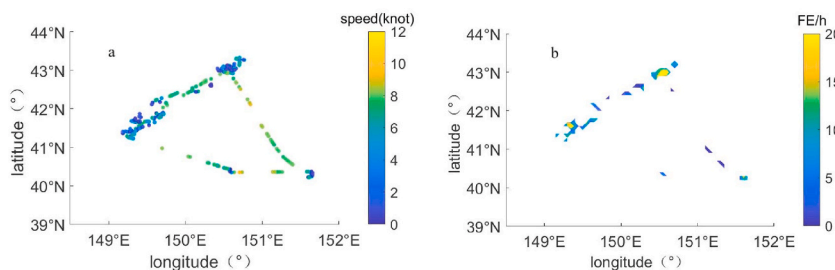 speed(knot)
FE/h
44°N
a
12
44°N
b
20
43°N
10
43°N
15
42°N
8
42°N
6
10
41°N
4
41°N
40°N
2
40°N
5
39°N
0
39°N
0
149°E 150°E 151°E 152°E
149°E 150°E 151°E 152°E
longitude (°)
longitude (°)
latitude (°)
latitude (°)